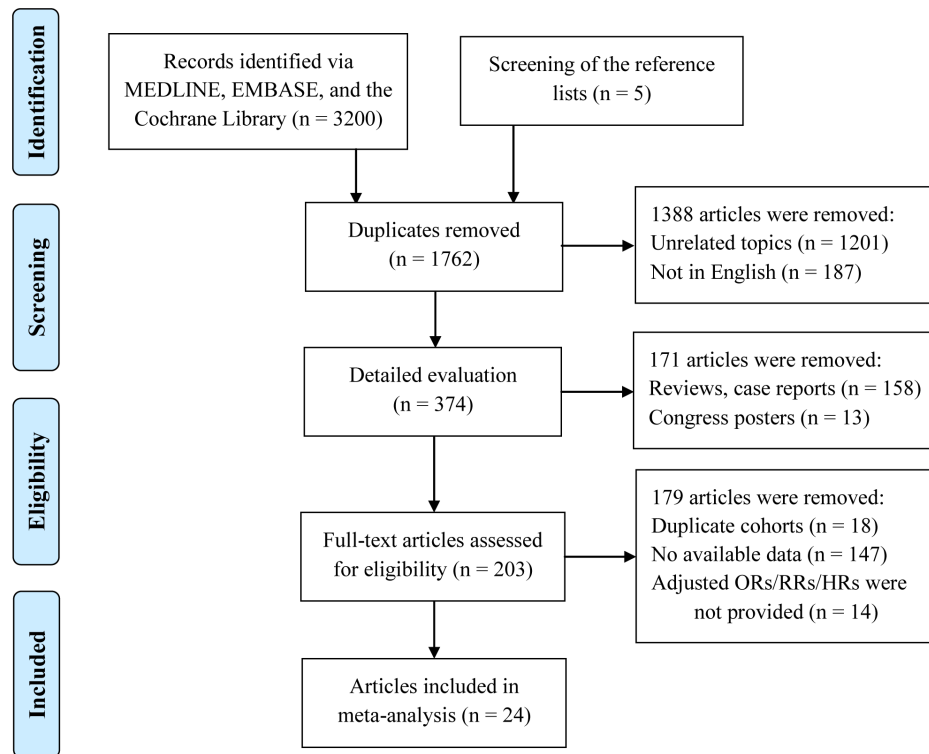 Identification
Records identified via
MEDLINE, EMBASE, and the
Cochrane Library (n = 3200)
Screening of the reference
lists (n = 5)
Screening
Duplicates removed
(n = 1762)
1388 articles were removed:
Unrelated topics (n = 1201)
Not in English (n = 187)
Detailed evaluation
(n = 374)
171 articles were removed:
Reviews, case reports (n = 158)
Congress posters (n = 13)
Eligibility
Full-text articles assessed
for eligibility (n = 203)
179 articles were removed:
Duplicate cohorts (n = 18)
No available data (n = 147)
Adjusted ORs/RRs/HRs were
not provided (n = 14)
Included
Articles included in
meta-analysis (n = 24)